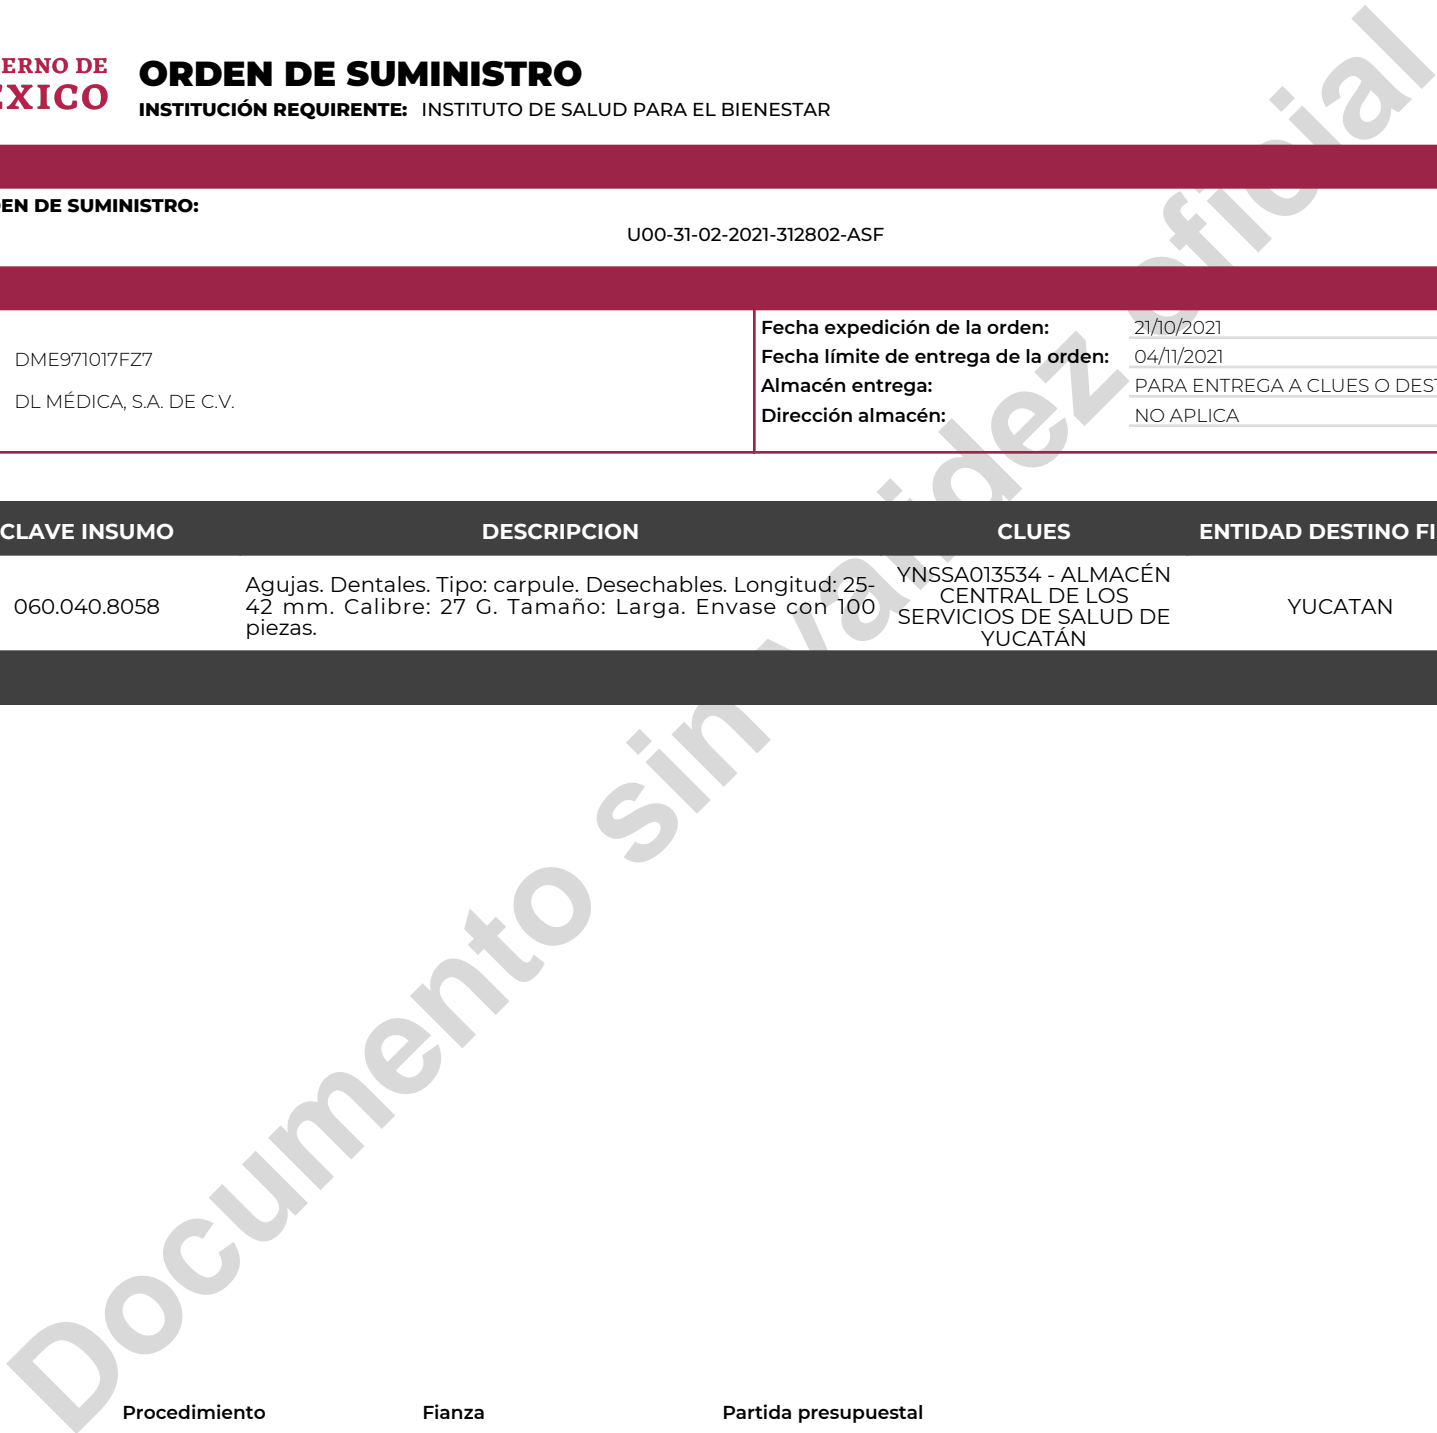 ERNO DE
XICO
ORDEN DE SUMINISTRO
INSTITUCIÓN REQUIRENTE: INSTITUTO DE SALUD PARA EL BIENESTAR
EN DE SUMINISTRO:
U00-31-02-2021-312802-ASF
DME971017FZ7
DL MÉDICA, S.A. DE C.V.
Fecha expedición de la orden: 21/10/2021
Fecha límite de entrega de la orden: 04/11/2021
Almacén entrega: PARA ENTREGA A CLUES O DEST
Dirección almacén: NO APLICA
CLAVE INSUMO DESCRIPCION CLUES ENTIDAD DESTINO FI
060.040.8058
Agujas. Dentales. Tipo: carpule. Desechables. Longitud: 25-
42 mm. Calibre: 27 G. Tamaño: Larga. Envase con 100
piezas.
YNSSA013534 - ALMACÉN
CENTRAL DE LOS
SERVICIOS DE SALUD DE
YUCATÁN
YUCATAN
Documento sin validez oficial
Procedimiento Fianza Partida presupuestal